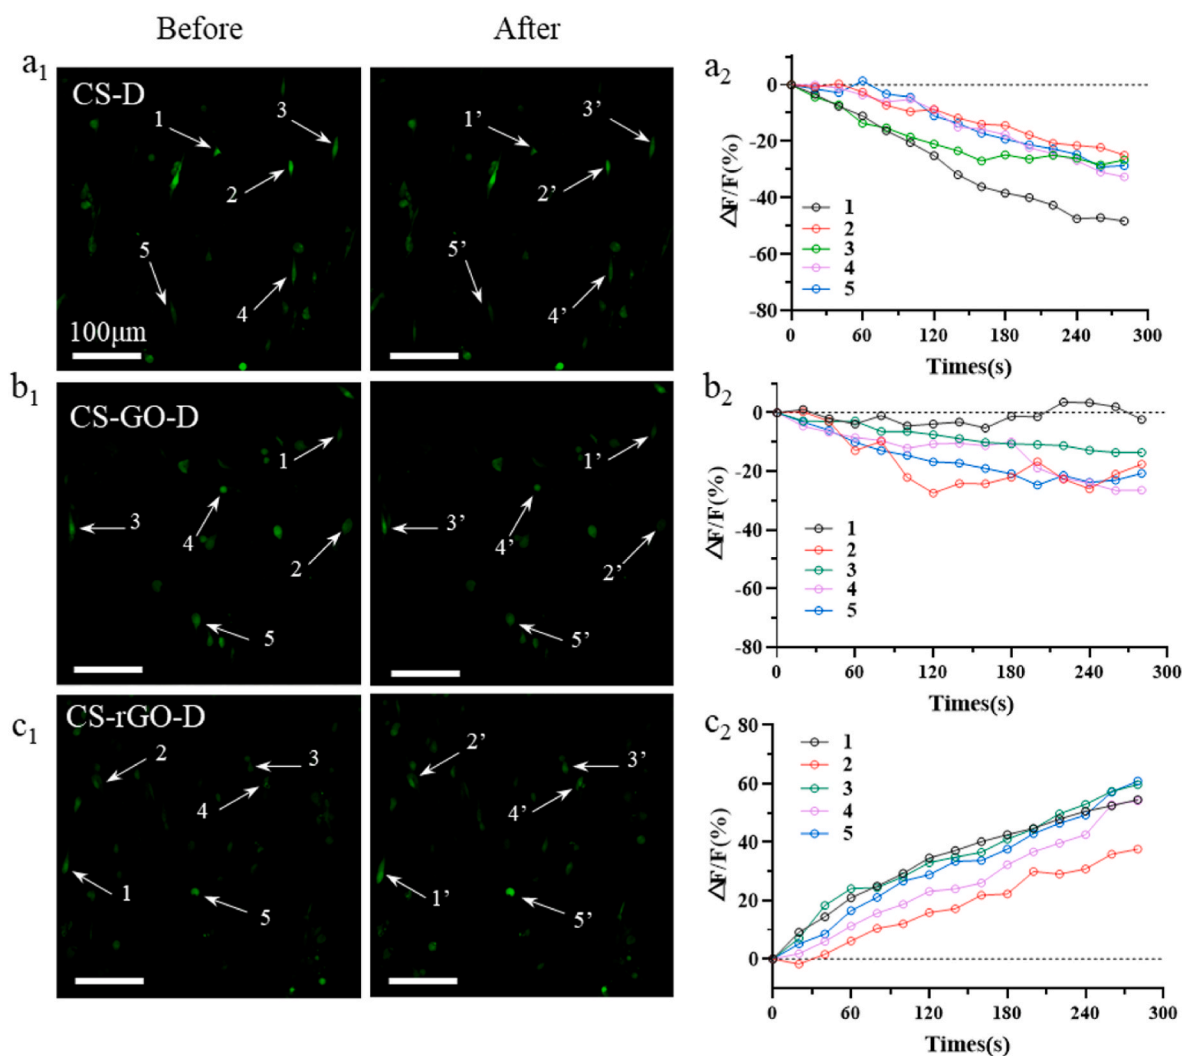 Before After
a1 CS-D
1 3 2 5 4
100μm
1’ 3’ 2’ 5’ 4’
a2
0
-20
-40
-60
-80
ΔF/F(%)
1
2
3
4
5
0 60 120 180 240 300
Times(s)
b1 CS-GO-D
1 3 4 2 5
1’ 3’ 4’ 2’ 5’
b2
0
-20
-40
-60
-80
ΔF/F(%)
1
2
3
4
5
0 60 120 180 240 300
Times(s)
c1 CS-rGO-D
2 3 4 1 5
2’ 3’ 4’ 1’ 5’
c2
80
60
40
20
0
ΔF/F(%)
1
2
3
4
5
0 60 120 180 240 300
Times(s)